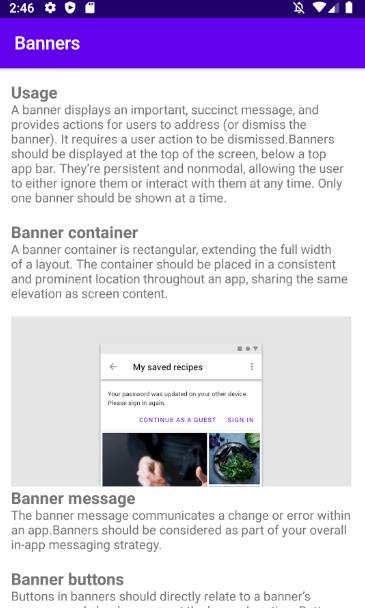 2:46
Banners
Usage
A banner displays an important, succinct message, and
provides actions for users to address (or dismiss the
banner). It requires a user action to be dismissed.Banners
should be displayed at the top of the screen, below a top
app bar. They're persistent and nonmodal, allowing the user
to either ignore them or interact with them at any time. Only
one banner should be shown at a time.
Banner container
A banner container is rectangular, extending the full width
of a layout. The container should be placed in a consistent
and prominent location throughout an app, sharing the same
elevation as screen content.
My saved recipes
Your password was updated on your other device.
Please sign in again.
CONTINUE AS A GUEST SIGN IN
Banner message
The banner message communicates a change or error within
an app.Banners should be considered as part of your overall
in-app messaging strategy.
Banner buttons
Buttons in banners should directly relate to a banner's